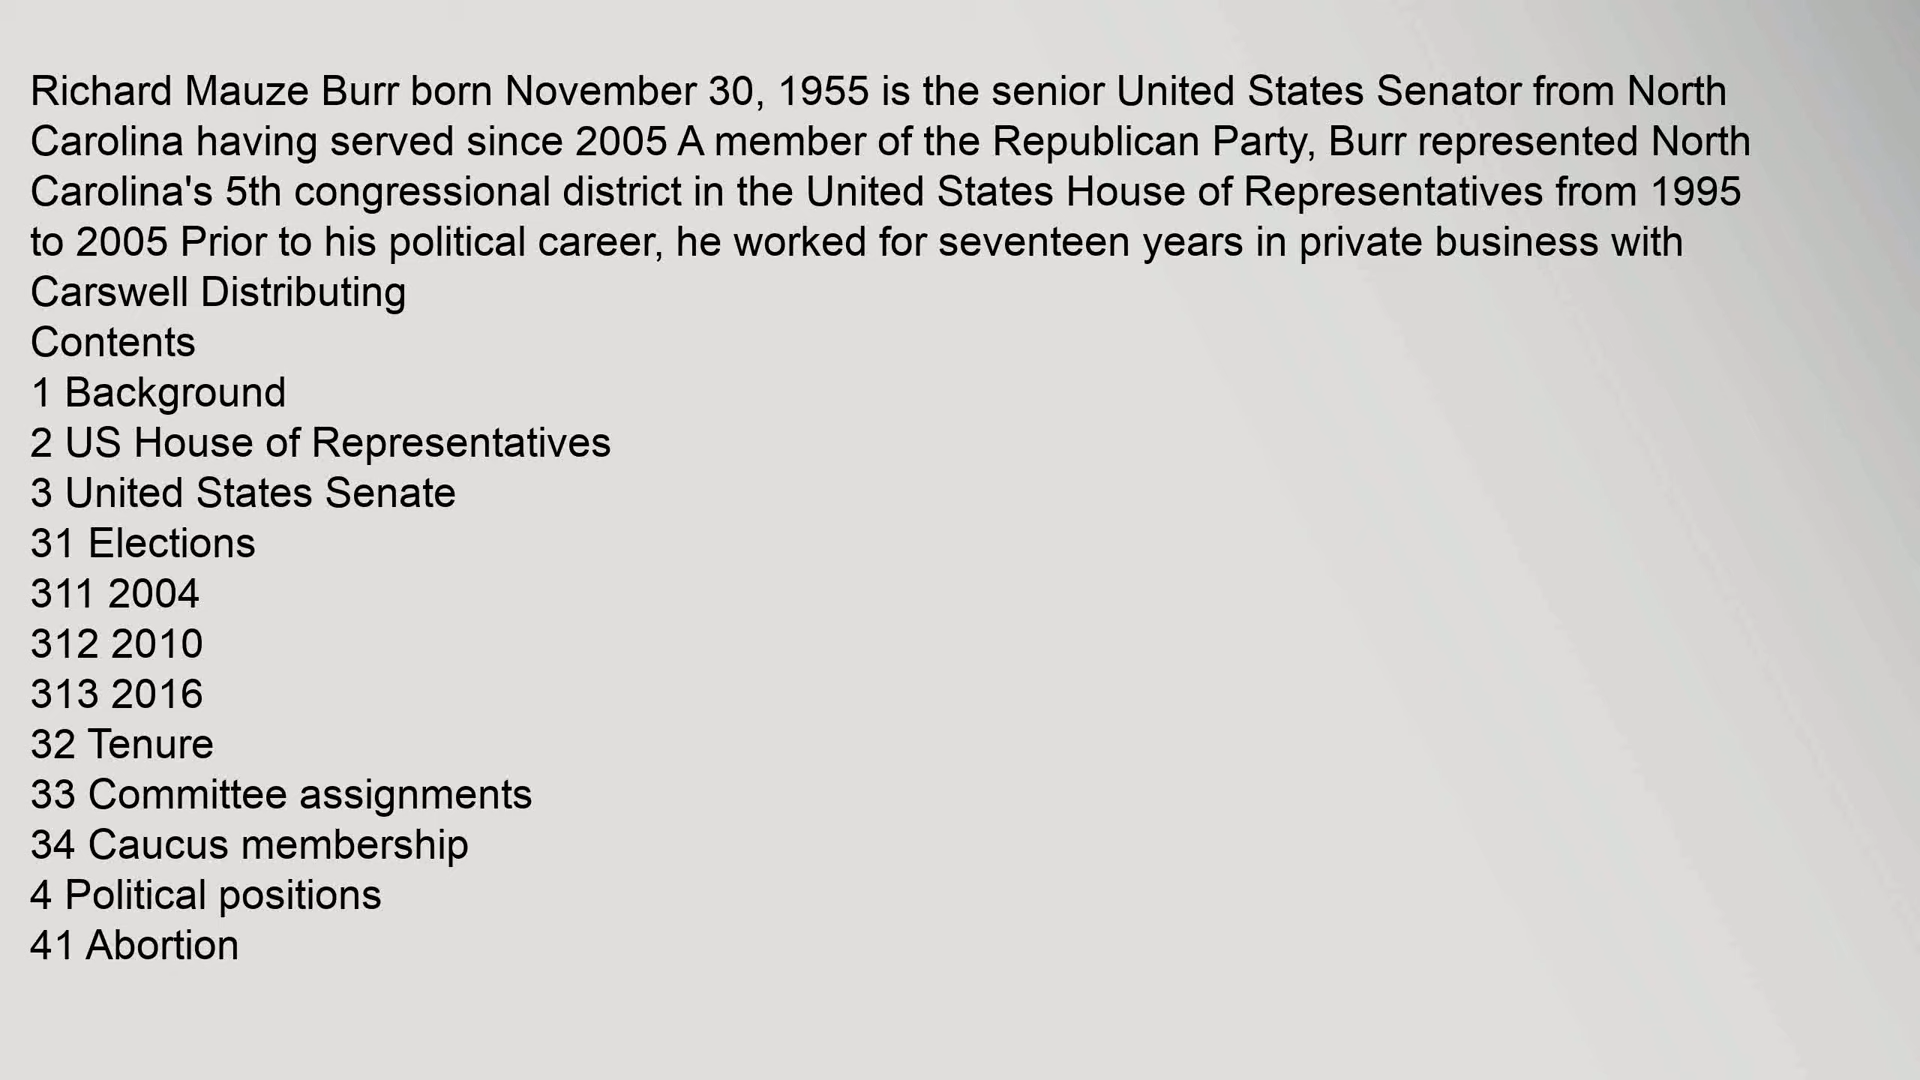 Richard Mauze Burr born November 30, 1955 is the senior United States Senator from North
Carolina having served since 2005 A member of the Republican Party, Burr represented North
Carolina's 5th congressional district in the United States House of Representatives from 1995
to 2005 Prior to his political career, he worked for seventeen years in private business with
Carswell Distributing
Contents
1 Background
2 US House of Representatives
3 United States Senate
31 Elections
311 2004
312 2010
313 2016
32 Tenure
33 Committee assignments
34 Caucus membership
4 Political positions
41 Abortion